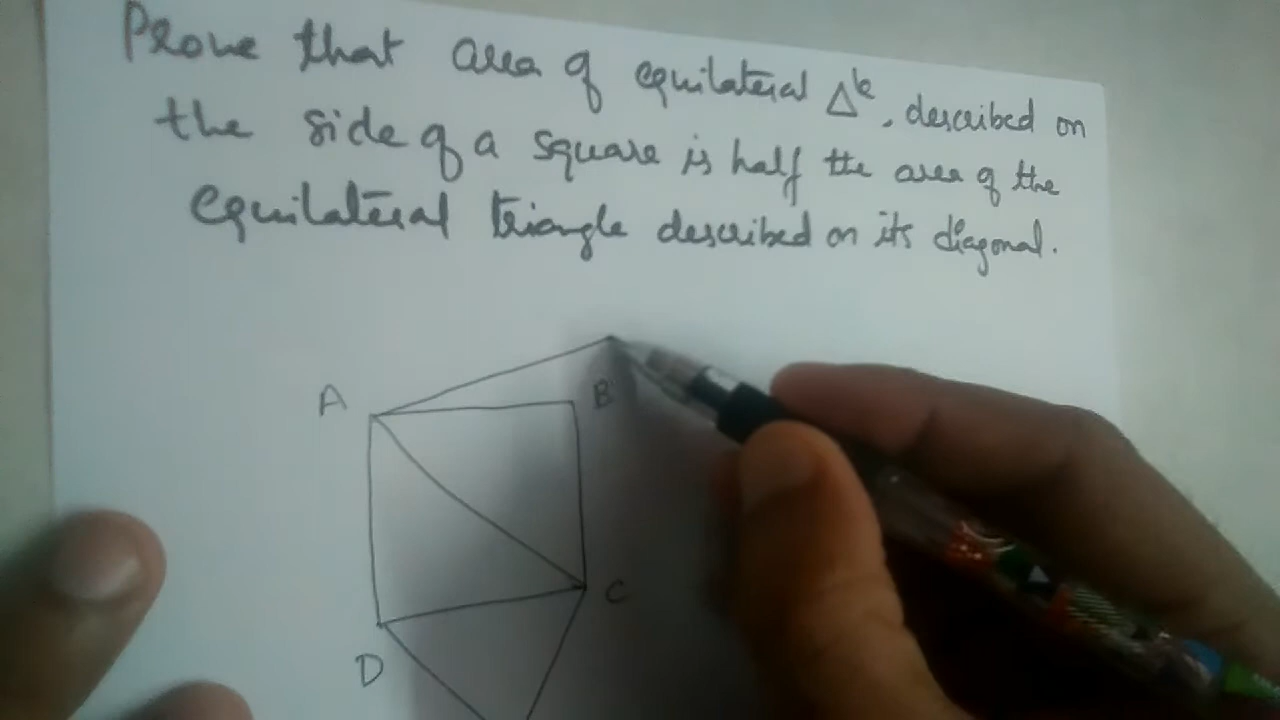 Prove that area of equilateral Δle, described on
the side of a square is half the area of the
equilateral triangle described on its diagonal.
A
B
C
D